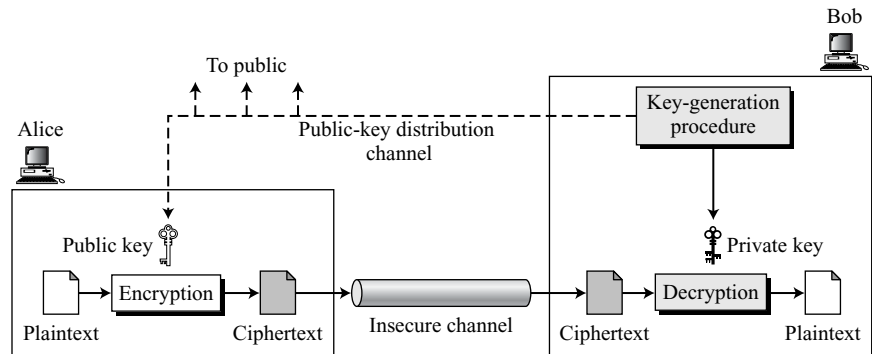 Bob
To public
Key-generation
procedure
Alice
Public-key distribution
channel
Public key
Private key
Encryption
Decryption
Plaintext
Ciphertext
Insecure channel
Ciphertext
Plaintext